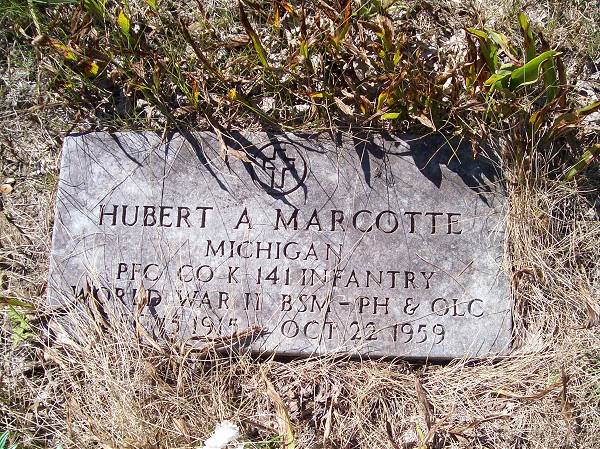 HUBERT A MARCOTTE
MICHIGAN
PFC CO K 141 INFANTRY
WORLD WAR II BSM-PH & OLC
5 1915 - OCT 22 1959